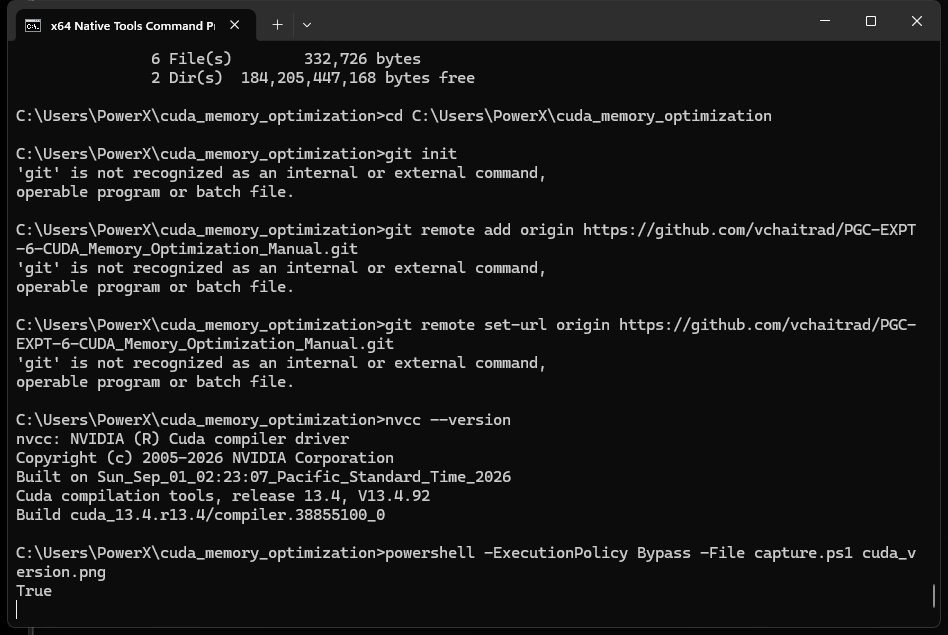 x64 Native Tools Command P
6 File(s)         332,726 bytes
2 Dir(s)  184,205,447,168 bytes free
C:\Users\PowerX\cuda_memory_optimization>cd C:\Users\PowerX\cuda_memory_optimization
C:\Users\PowerX\cuda_memory_optimization>git init
'git' is not recognized as an internal or external command,
operable program or batch file.
C:\Users\PowerX\cuda_memory_optimization>git remote add origin https://github.com/vchaitrad/PGC-EXPT
-6-CUDA_Memory_Optimization_Manual.git
'git' is not recognized as an internal or external command,
operable program or batch file.
C:\Users\PowerX\cuda_memory_optimization>git remote set-url origin https://github.com/vchaitrad/PGC-
EXPT-6-CUDA_Memory_Optimization_Manual.git
'git' is not recognized as an internal or external command,
operable program or batch file.
C:\Users\PowerX\cuda_memory_optimization>nvcc --version
nvcc: NVIDIA (R) Cuda compiler driver
Copyright (c) 2005-2026 NVIDIA Corporation
Built on Sun_Sep_01_02:23:07_Pacific_Standard_Time_2026
Cuda compilation tools, release 13.4, V13.4.92
Build cuda_13.4.r13.4/compiler.38855100_0
C:\Users\PowerX\cuda_memory_optimization>powershell -ExecutionPolicy Bypass -File capture.ps1 cuda_v
ersion.png
True